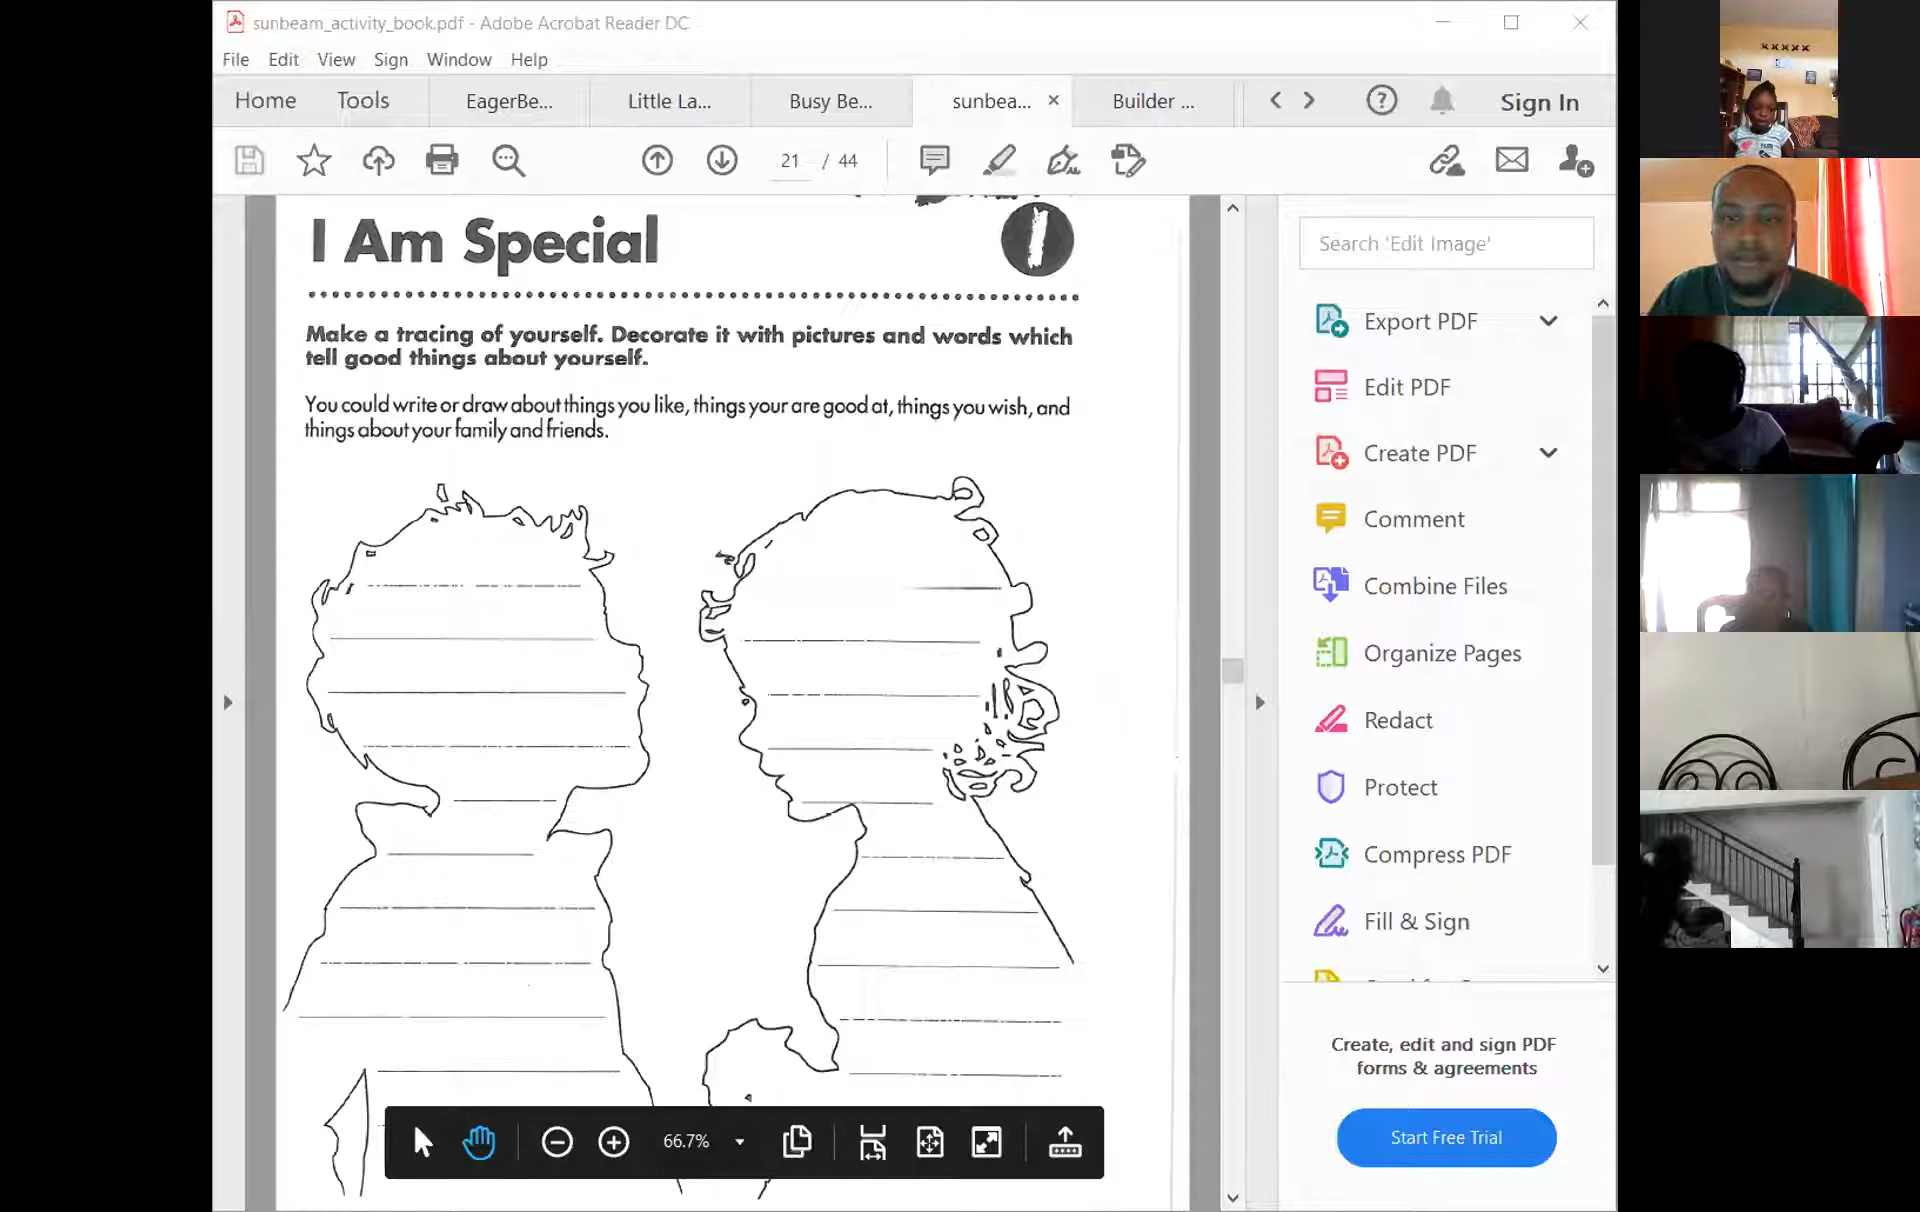 sunbeam_activity_book.pdf - Adobe Acrobat Reader DC
File Edit View Sign Window Help
Home Tools EagerBe... Little La... Busy Be... sunbea... Builder ... Sign In
21 / 44
I Am Special
1
Make a tracing of yourself. Decorate it with pictures and words which
tell good things about yourself.
You could write or draw about things you like, things your are good at, things you wish, and
things about your family and friends.
Search 'Edit Image'
Export PDF
Edit PDF
Create PDF
Comment
Combine Files
Organize Pages
Redact
Protect
Compress PDF
Fill & Sign
Create, edit and sign PDF
forms & agreements
Start Free Trial
66.7%